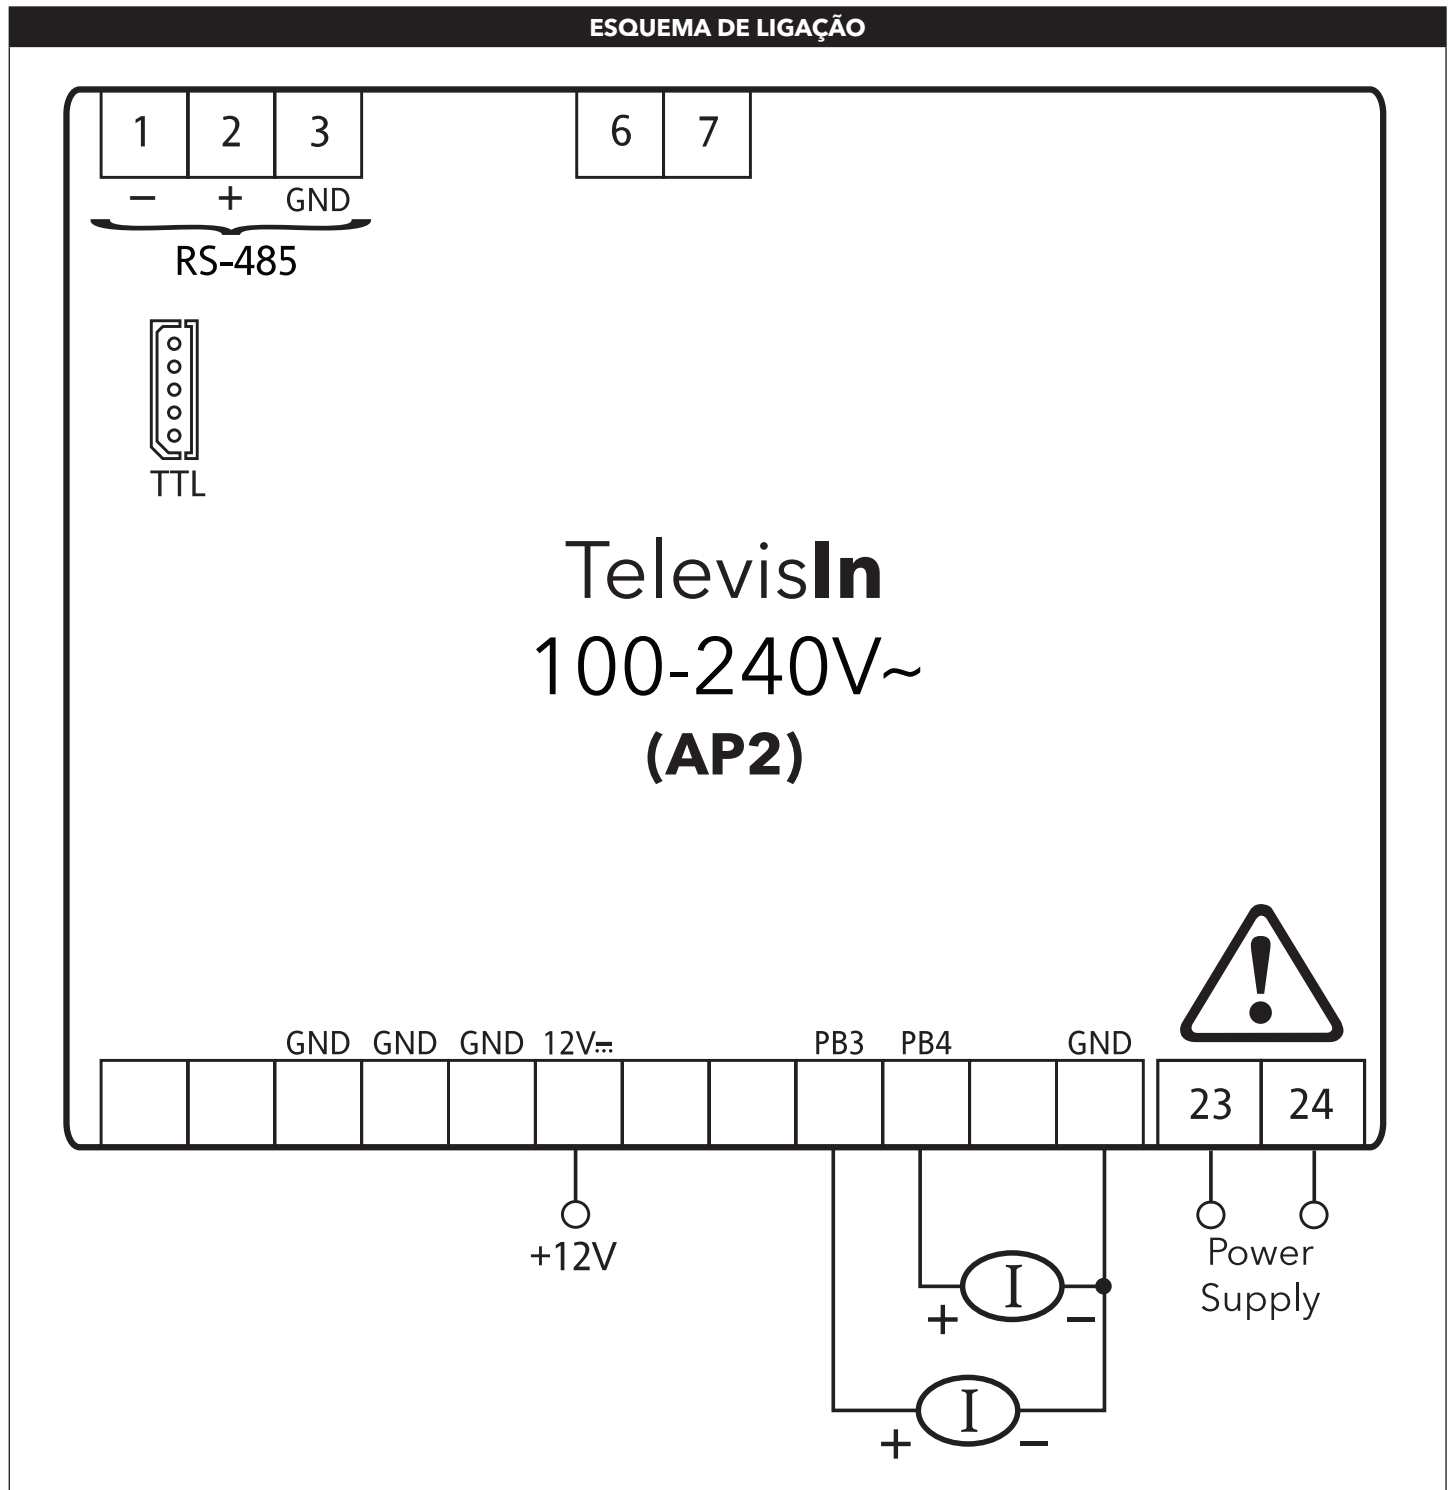 ESQUEMA DE LIGAÇÃO
1 2 3 6 7
− + GND
RS-485
TTL
TelevisIn
100-240V~
(AP2)
GND GND GND 12V⎓ PB3 PB4 GND
23 24
+12V
Power
Supply
I
+ −
I
+ −